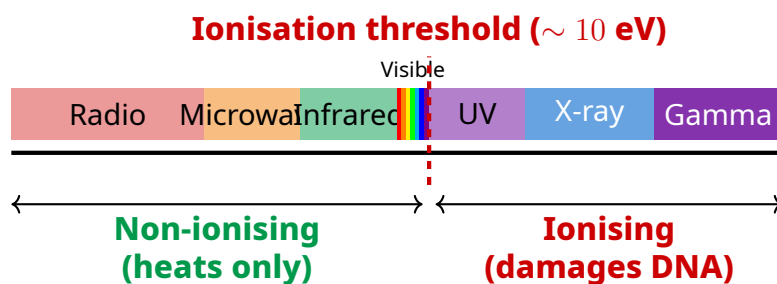 Ionisation threshold (∼ 10 eV)
Visible
Radio Microwa Infrared UV X-ray Gamma
Non-ionising Ionising
(heats only) (damages DNA)